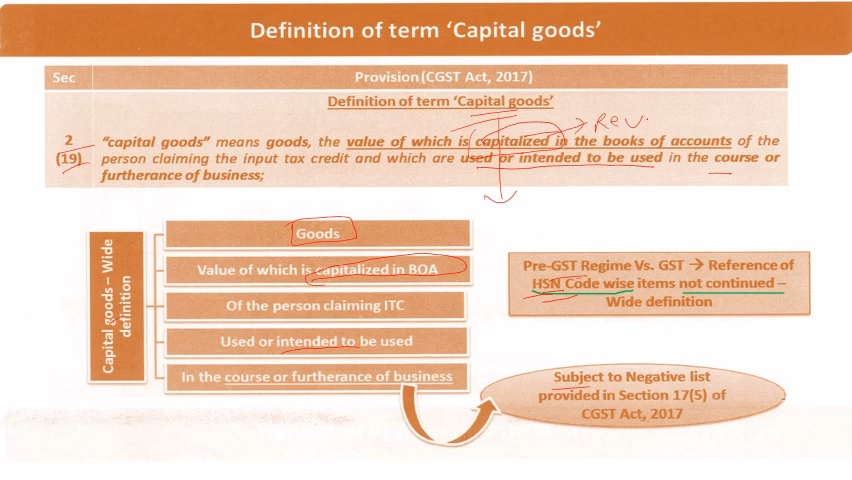 Definition of term ‘Capital goods’
Sec
Provision (CGST Act, 2017)
Definition of term ‘Capital goods’
Rev.
2
(19)
“capital goods” means goods, the value of which is capitalized in the books of accounts of the
person claiming the input tax credit and which are used or intended to be used in the course or
furtherance of business;
Capital goods – Wide
definition
Goods
Value of which is capitalized in BOA
Of the person claiming ITC
Used or intended to be used
In the course or furtherance of business
Pre-GST Regime Vs. GST → Reference of
HSN Code wise items not continued –
Wide definition
Subject to Negative list
provided in Section 17(5) of
CGST Act, 2017